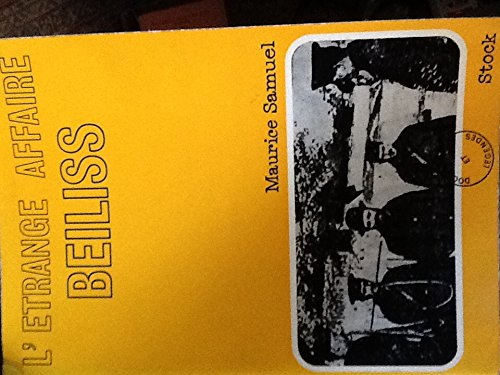 L' ETRANGE AFFAIRE
BEILISS
Maurice Samuel
Stock